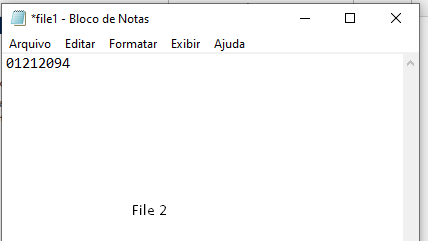 *file1 - Bloco de Notas
Arquivo Editar Formatar Exibir Ajuda
01212094
File 2